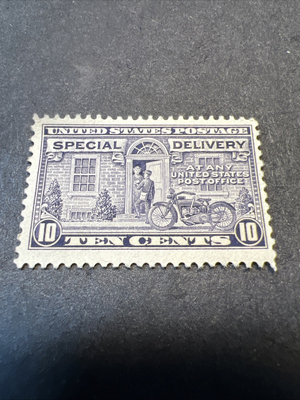 UNITED STATES POSTAGE
SPECIAL DELIVERY
AT ANY
UNITED STATES
POST OFFICE
10 TEN CENTS 10